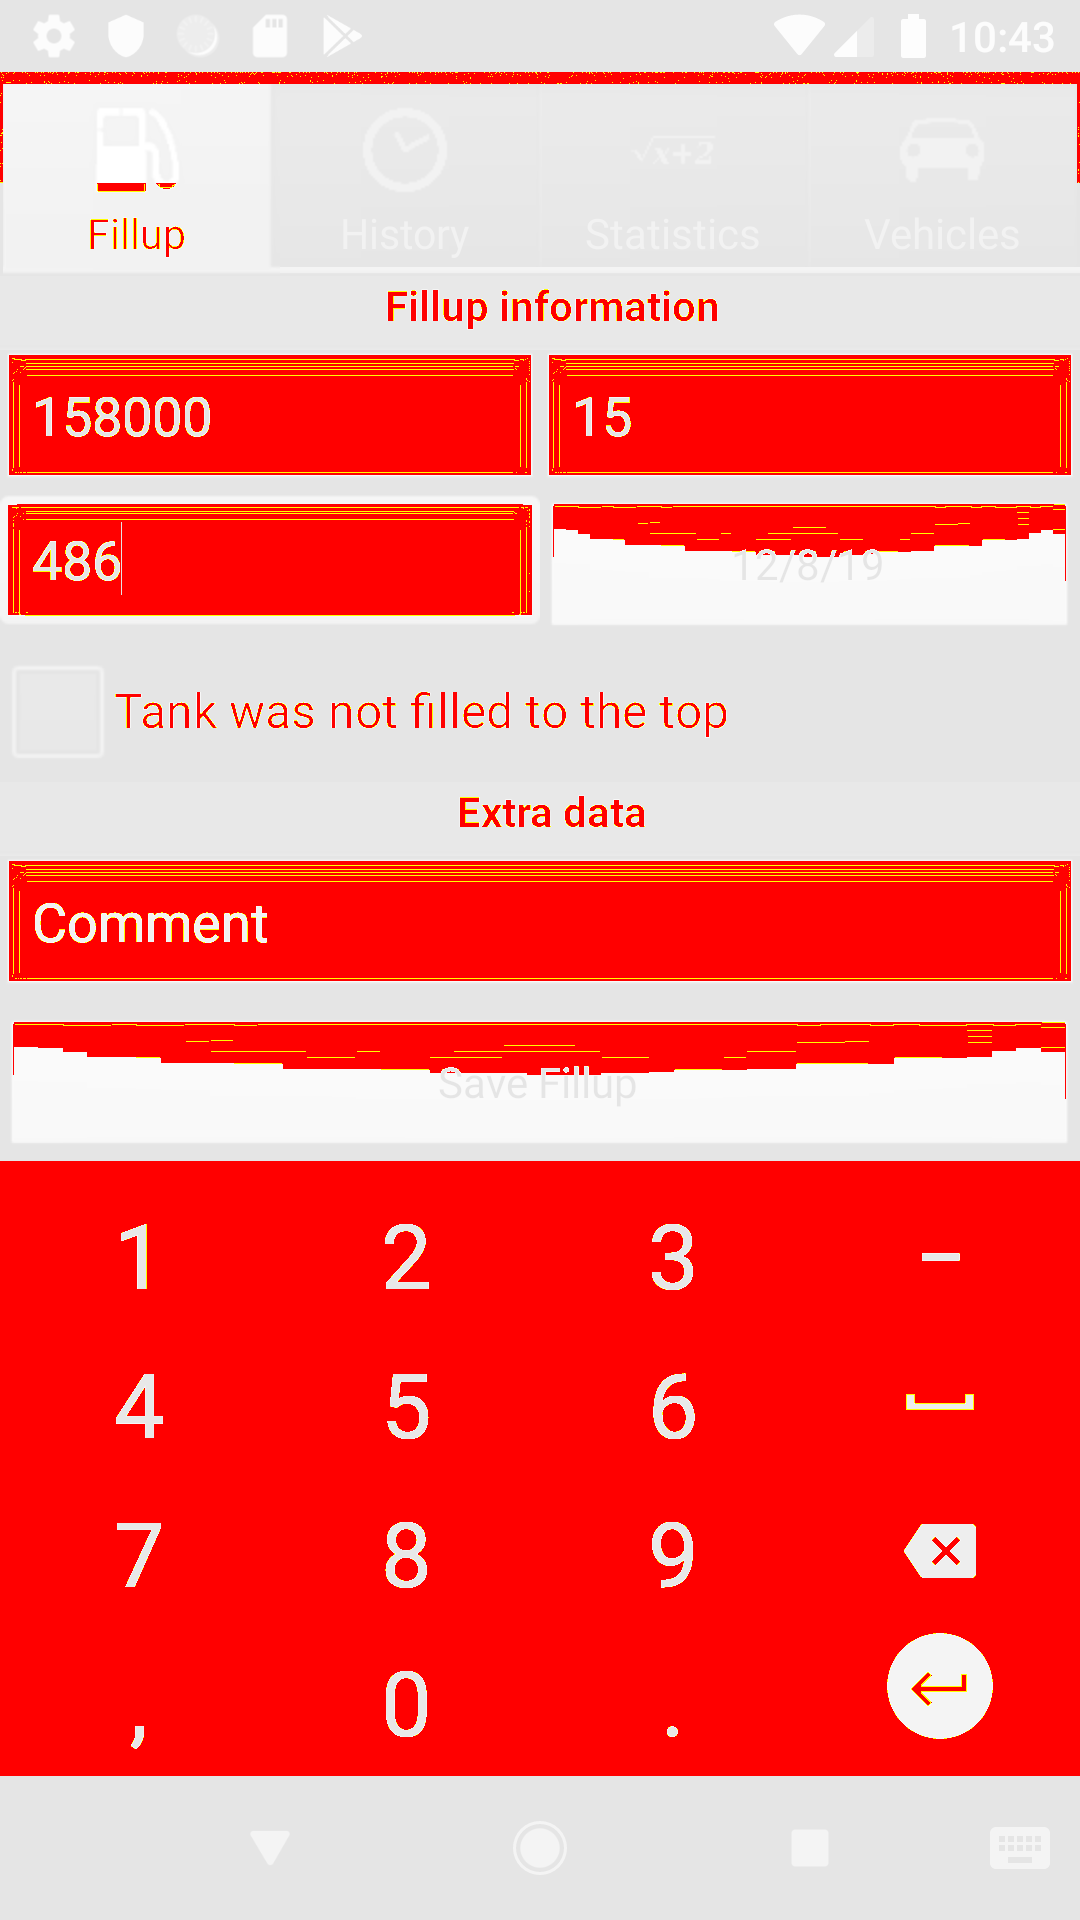 10:43
Fillup History √x+2 Statistics Vehicles
Fillup information
158000 15
486 12/8/19
Tank was not filled to the top
Extra data
Comment
Save Fillup
1 2 3 –
4 5 6
7 8 9
, 0 .